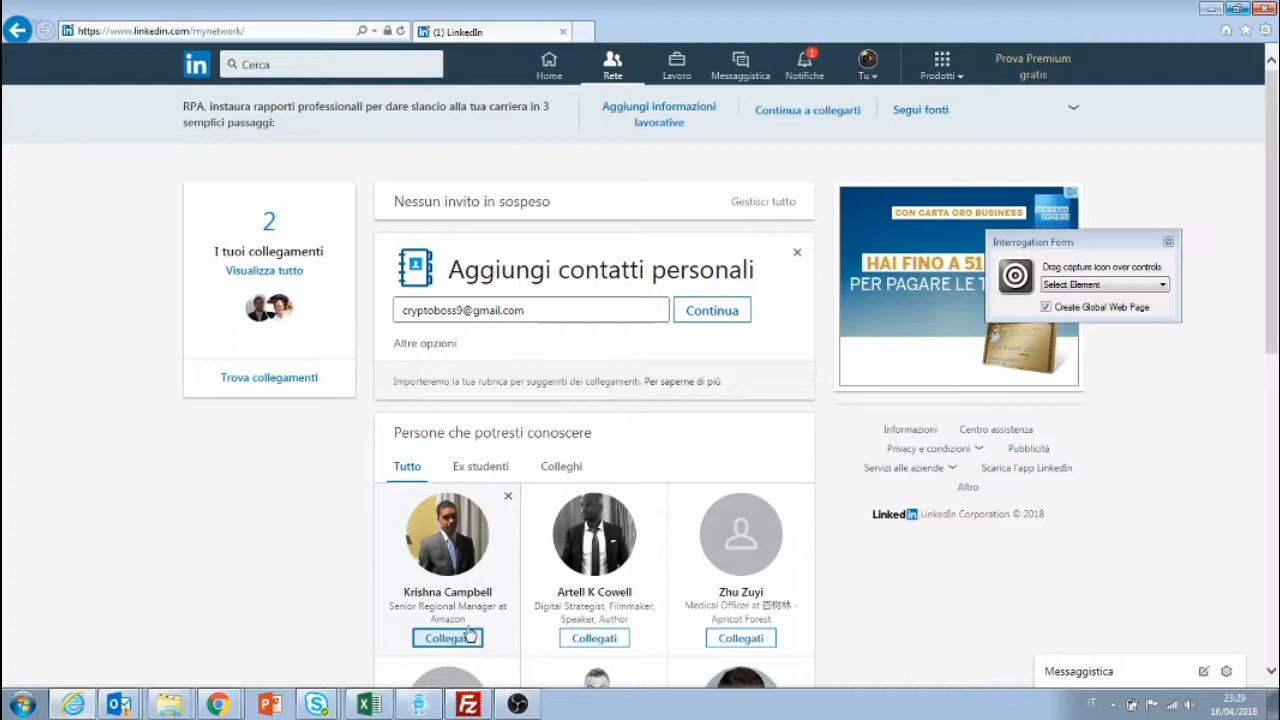 https://www.linkedin.com/mynetwork/
(1) LinkedIn
in
Cerca
Home
Rete
Lavoro
Messaggistica
1
Notifiche
Tu
Prodotti
Prova Premium
gratis
RPA, instaura rapporti professionali per dare slancio alla tua carriera in 3
semplici passaggi:
Aggiungi informazioni
lavorative
Continua a collegarti
Segui fonti
2
I tuoi collegamenti
Visualizza tutto
Trova collegamenti
Nessun invito in sospeso
Gestisci tutto
Aggiungi contatti personali
cryptoboss9@gmail.com
Continua
Altre opzioni
Importeremo la tua rubrica per suggerirti dei collegamenti. Per saperne di più
CON CARTA ORO BUSINESS
HAI FINO A 51
PER PAGARE LE
Interrogation Form
Drag capture icon over controls.
Select Element
Create Global Web Page
Informazioni
Centro assistenza
Privacy e condizioni
Pubblicità
Servizi alle aziende
Scarica l'app LinkedIn
Altro
Linked in LinkedIn Corporation © 2018
Persone che potresti conoscere
Tutto
Ex studenti
Colleghi
Krishna Campbell
Senior Regional Manager at
Amazon
Artell K Cowell
Digital Strategist, Filmmaker,
Speaker, Author
Collegati
Zhu Zuyi
Medical Officer at 杏树林 -
Apricot Forest
Collegati
Messaggistica
IT
23:29
16/04/2018